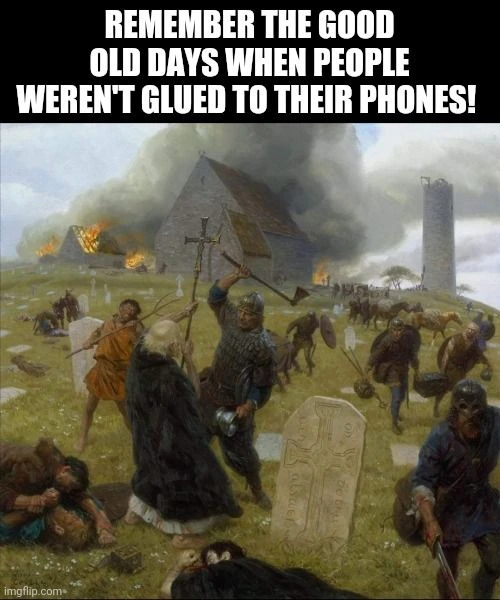 REMEMBER THE GOOD
OLD DAYS WHEN PEOPLE
WEREN'T GLUED TO THEIR PHONES!
imgflip.com